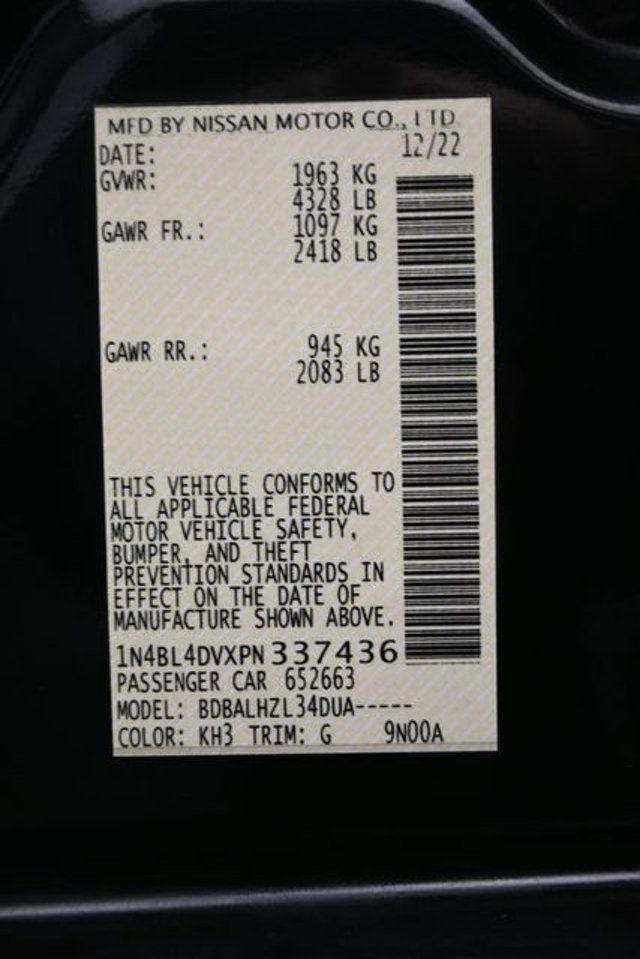 MFD BY NISSAN MOTOR CO., LTD.
DATE: 12/22
GVWR: 1963 KG
4328 LB
GAWR FR.: 1097 KG
2418 LB
GAWR RR.: 945 KG
2083 LB
THIS VEHICLE CONFORMS TO
ALL APPLICABLE FEDERAL
MOTOR VEHICLE SAFETY,
BUMPER, AND THEFT
PREVENTION STANDARDS IN
EFFECT ON THE DATE OF
MANUFACTURE SHOWN ABOVE.
1N4BL4DVXPN337436
PASSENGER CAR 652663
MODEL: BDBALHZL34DUA-----
COLOR: KH3 TRIM: G 9N00A